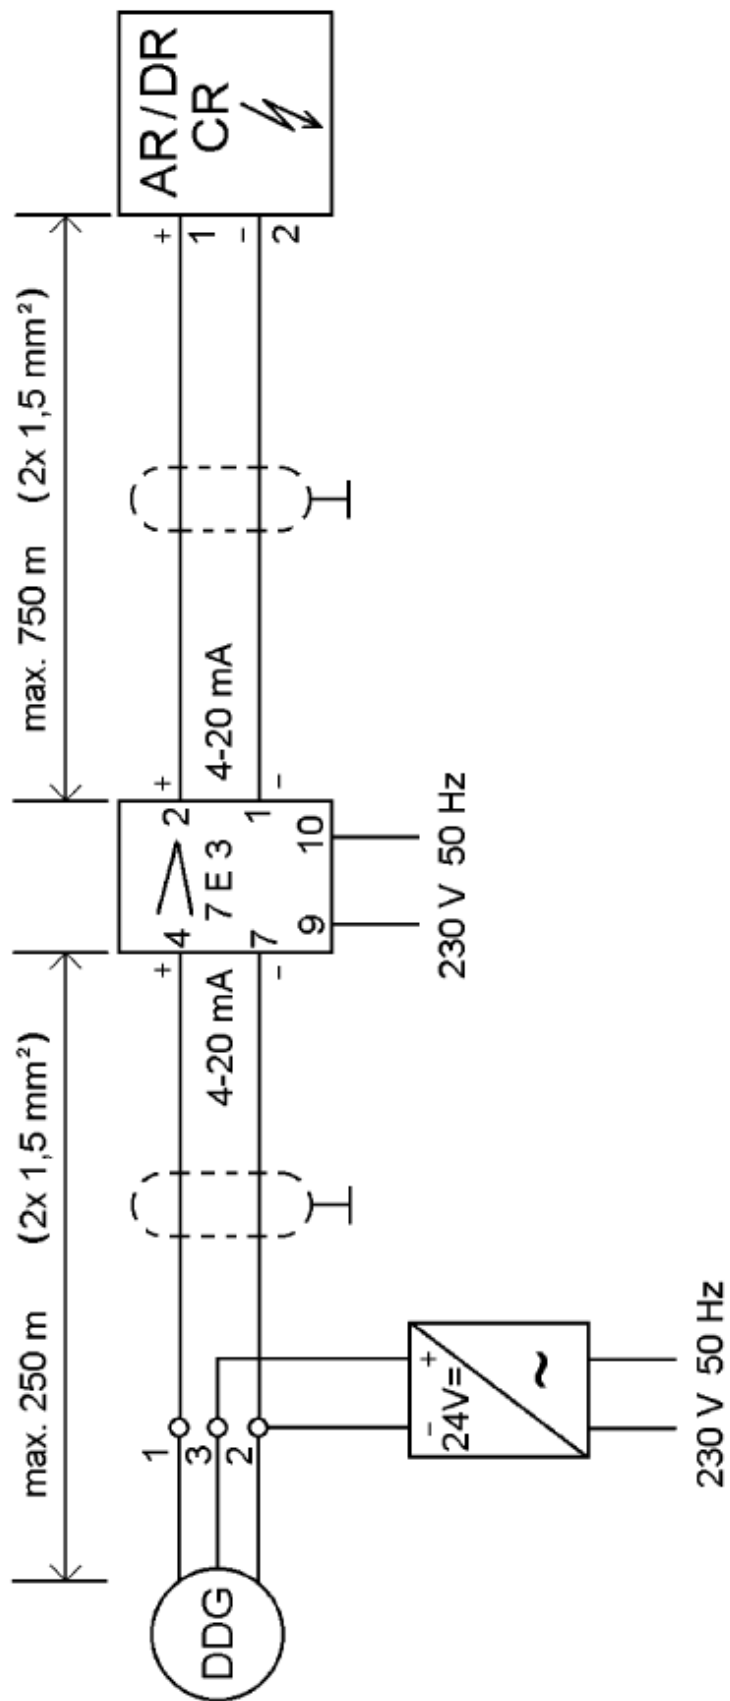 max. 250 m (2x 1,5 mm²)
max. 750 m (2x 1,5 mm²)
DDG
1
3
2
+
4-20 mA
-
4 2
7 E 3
7 1
9 10
+
4-20 mA
-
+
1
-
2
AR/DR
CR
- +
24V=
~
230 V 50 Hz
230 V 50 Hz